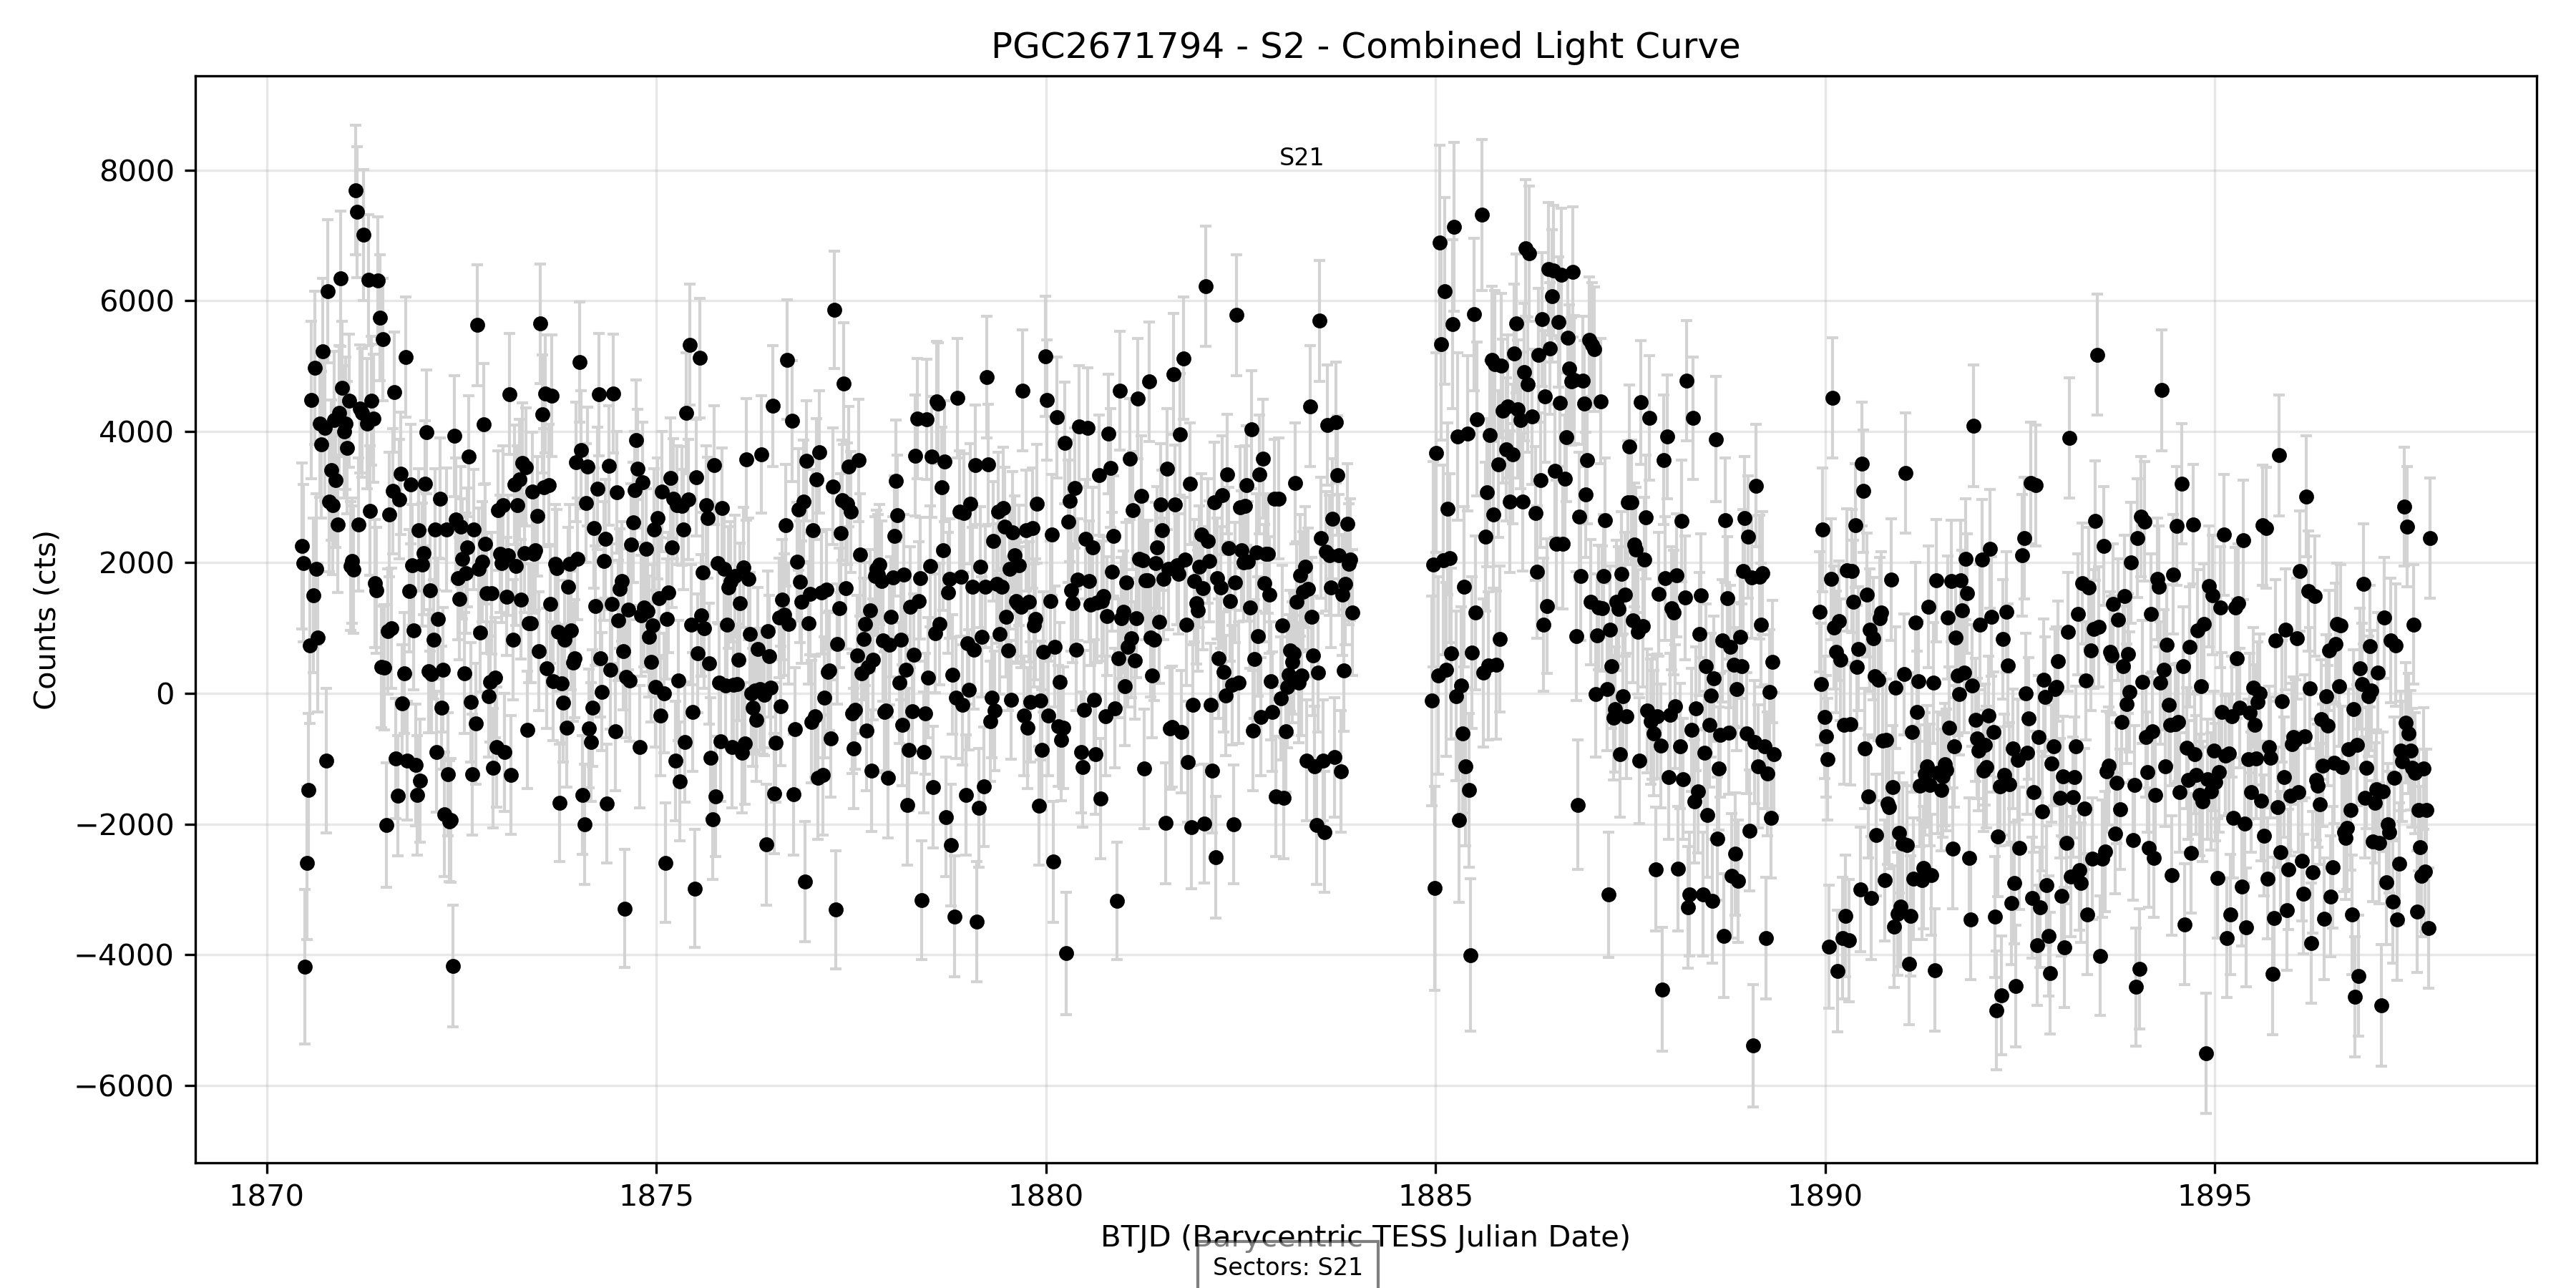 PGC2671794 - S2 - Combined Light Curve
S21
8000
6000
4000
2000
0
−2000
−4000
−6000
Counts (cts)
1870 1875 1880 1885 1890 1895
BTJD (Barycentric TESS Julian Date)
Sectors: S21